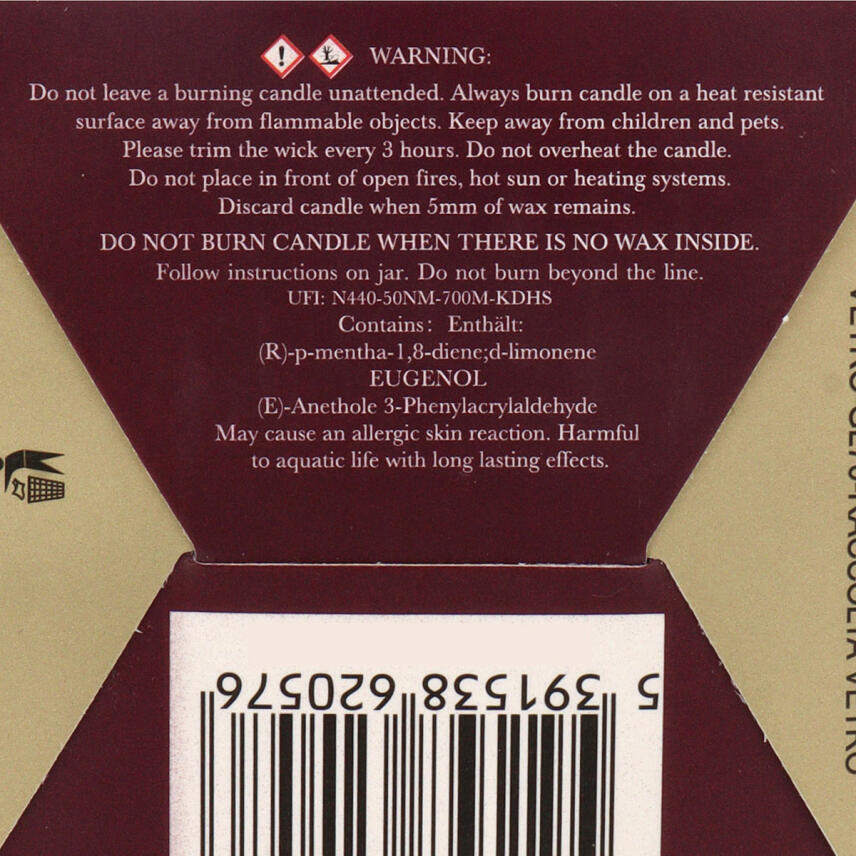 WARNING:
Do not leave a burning candle unattended. Always burn candle on a heat resistant
surface away from flammable objects. Keep away from children and pets.
Please trim the wick every 3 hours. Do not overheat the candle.
Do not place in front of open fires, hot sun or heating systems.
Discard candle when 5mm of wax remains.
DO NOT BURN CANDLE WHEN THERE IS NO WAX INSIDE.
Follow instructions on jar. Do not burn beyond the line.
UFI: N440-50NM-700M-KDHS
Contains: Enthält:
(R)-p-mentha-1,8-diene;d-limonene
EUGENOL
(E)-Anethole 3-Phenylacrylaldehyde
May cause an allergic skin reaction. Harmful
to aquatic life with long lasting effects.
5 391538 620576
RACCOLTA VETRO